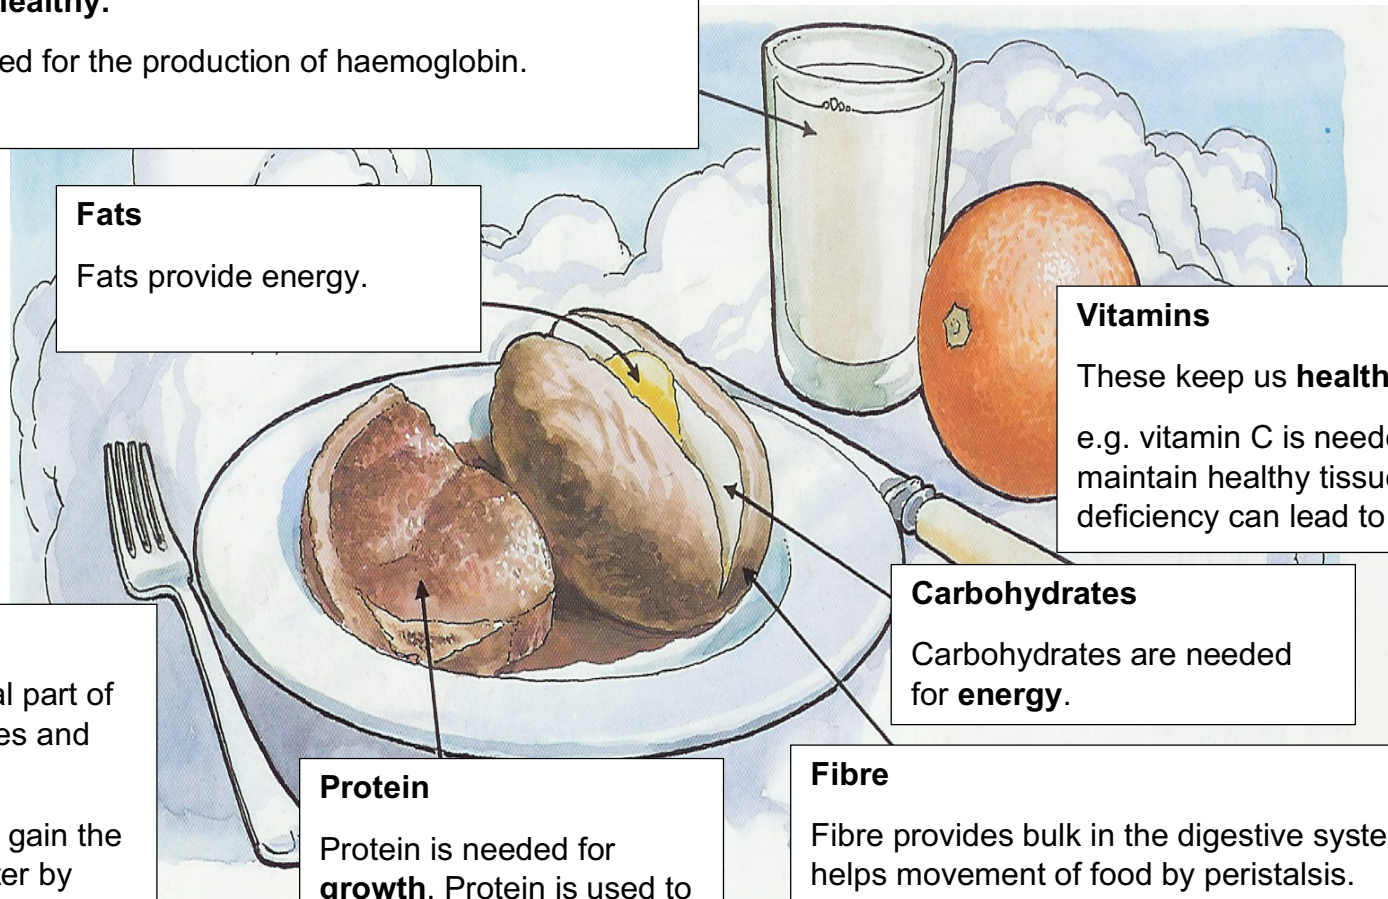 healthy.
ed for the production of haemoglobin.
Fats
Fats provide energy.
Vitamins
These keep us health
e.g. vitamin C is neede
maintain healthy tissue
deficiency can lead to
Carbohydrates
Carbohydrates are needed
for energy.
al part of
es and
gain the
ter by
Protein
Protein is needed for
growth. Protein is used to
Fibre
Fibre provides bulk in the digestive syste
helps movement of food by peristalsis.